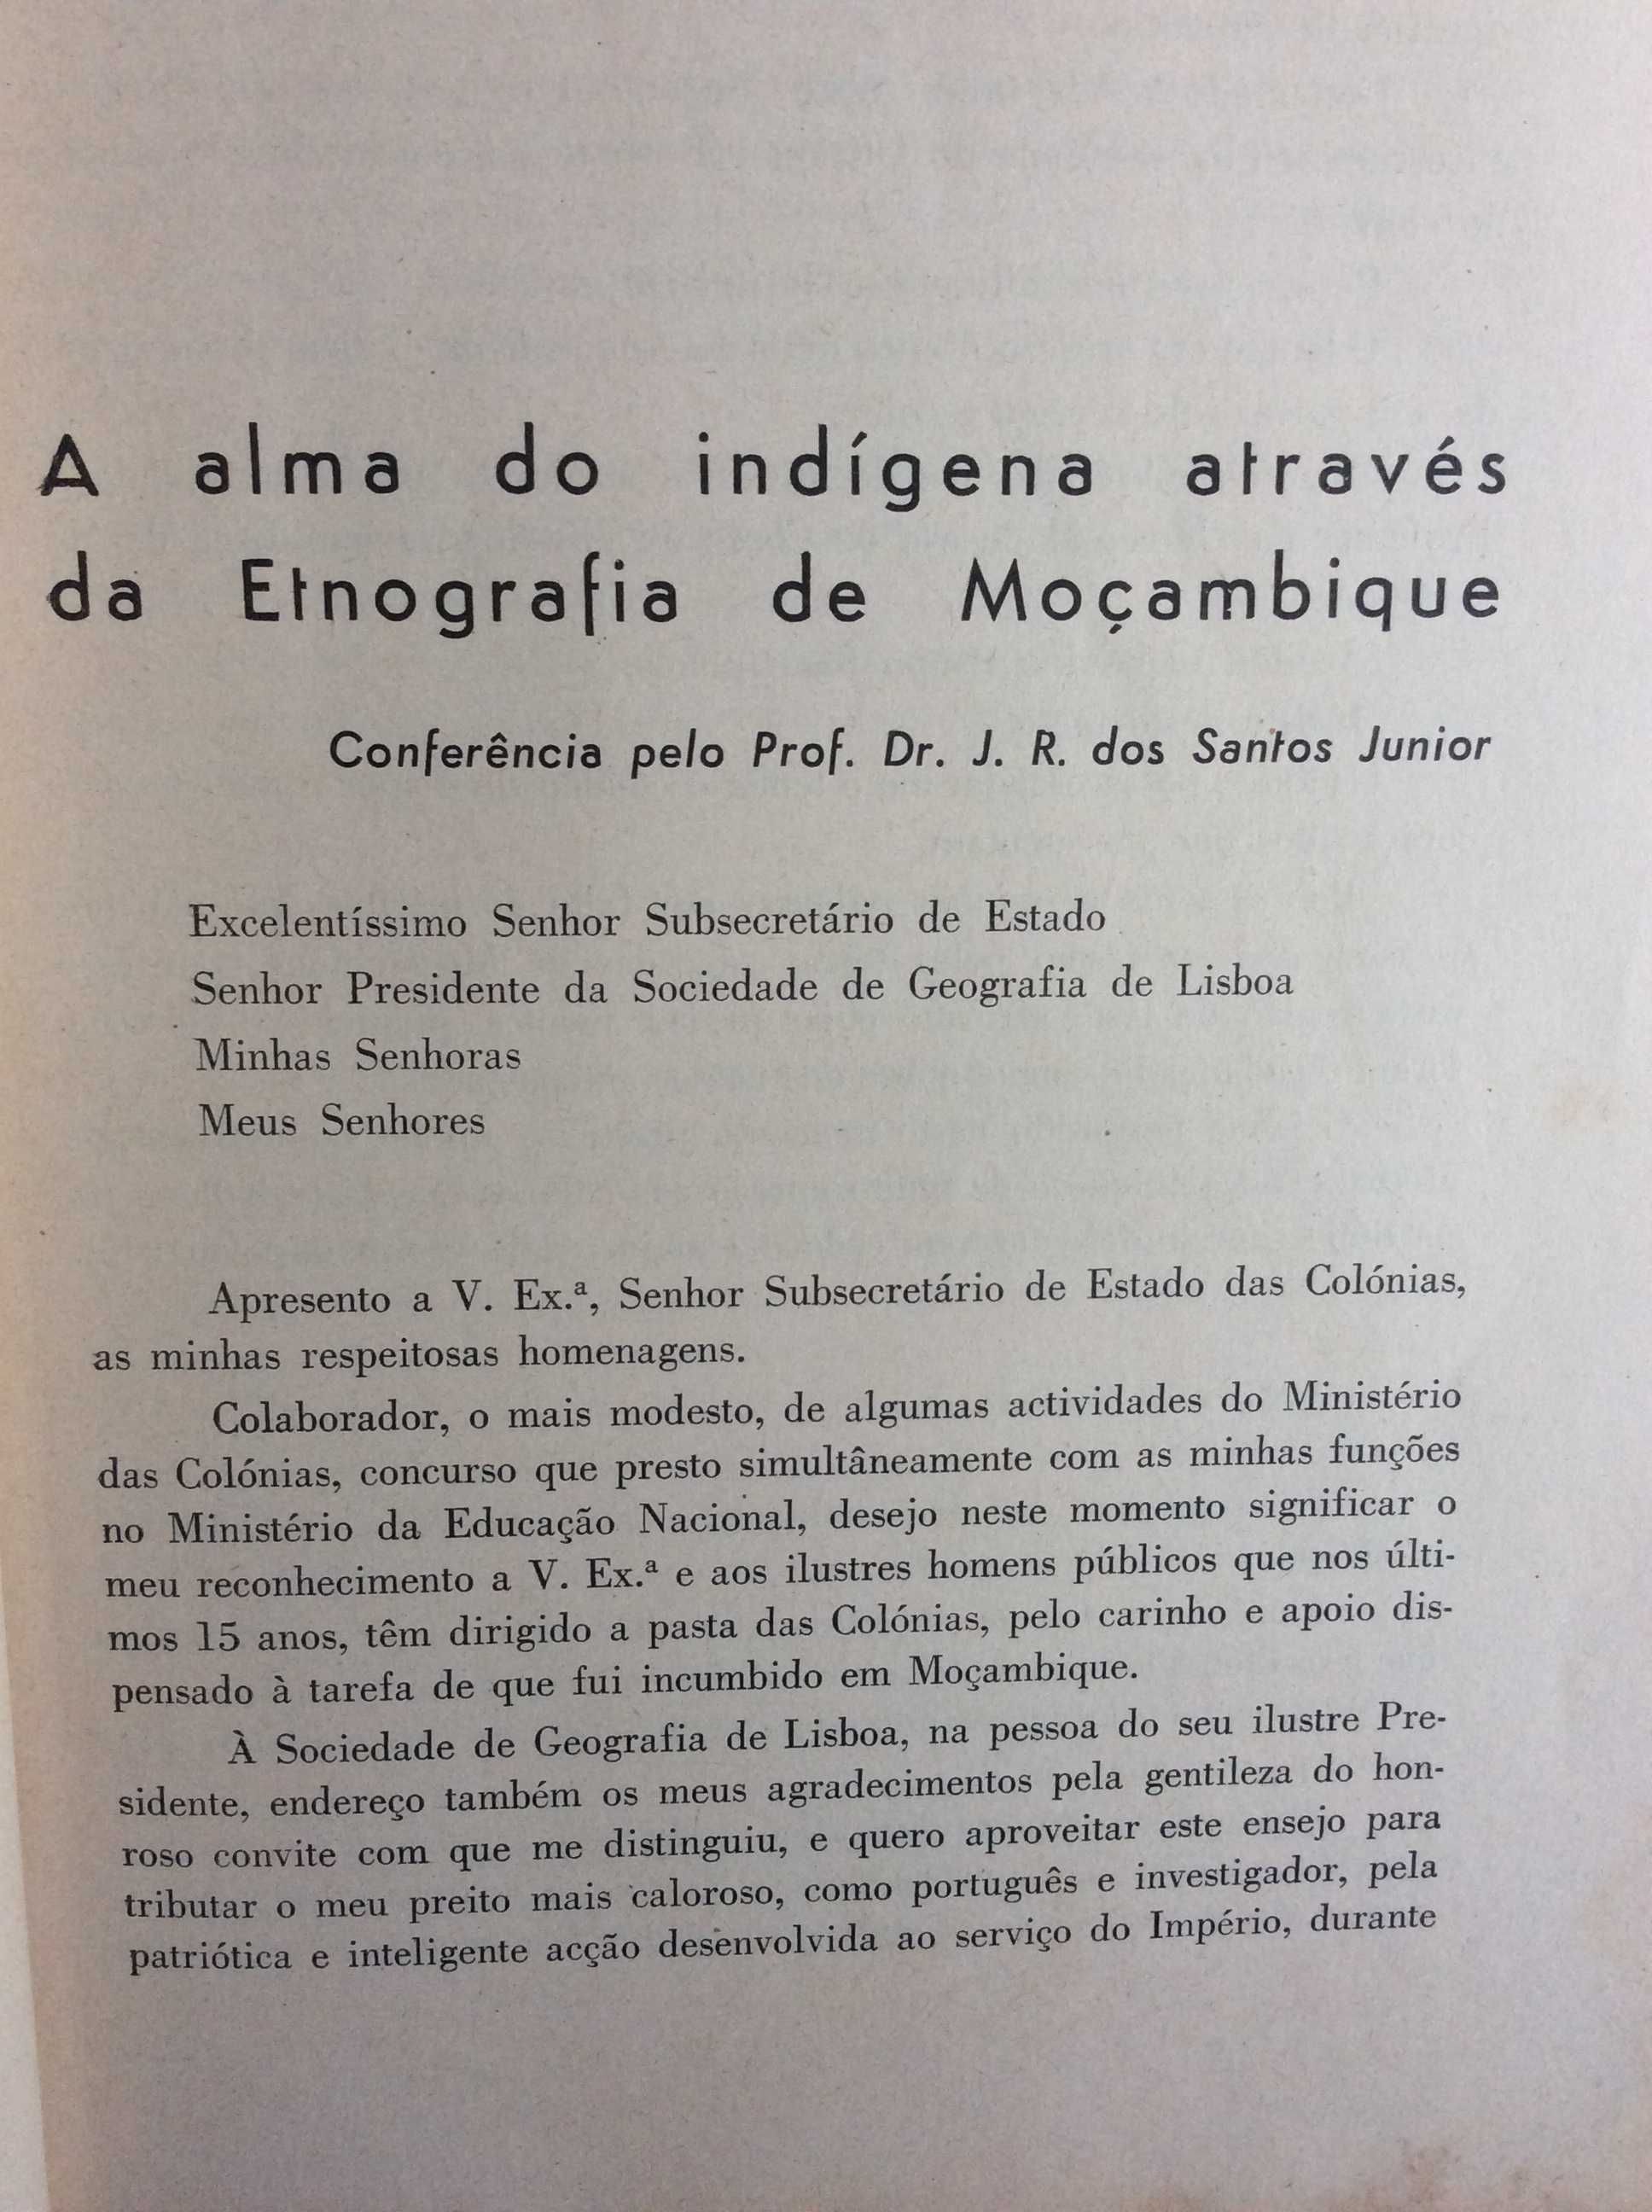 A alma do indígena através
da Etnografia de Moçambique
Conferência pelo Prof. Dr. J. R. dos Santos Junior
Excelentíssimo Senhor Subsecretário de Estado
Senhor Presidente da Sociedade de Geografia de Lisboa
Minhas Senhoras
Meus Senhores
Apresento a V. Ex.ª, Senhor Subsecretário de Estado das Colónias,
as minhas respeitosas homenagens.
Colaborador, o mais modesto, de algumas actividades do Ministério
das Colónias, concurso que presto simultâneamente com as minhas funções
no Ministério da Educação Nacional, desejo neste momento significar o
meu reconhecimento a V. Ex.ª e aos ilustres homens públicos que nos últi-
mos 15 anos, têm dirigido a pasta das Colónias, pelo carinho e apoio dis-
pensado à tarefa de que fui incumbido em Moçambique.
À Sociedade de Geografia de Lisboa, na pessoa do seu ilustre Pre-
sidente, endereço também os meus agradecimentos pela gentileza do hon-
roso convite com que me distinguiu, e quero aproveitar este ensejo para
tributar o meu preito mais caloroso, como português e investigador, pela
patriótica e inteligente acção desenvolvida ao serviço do Império, durante